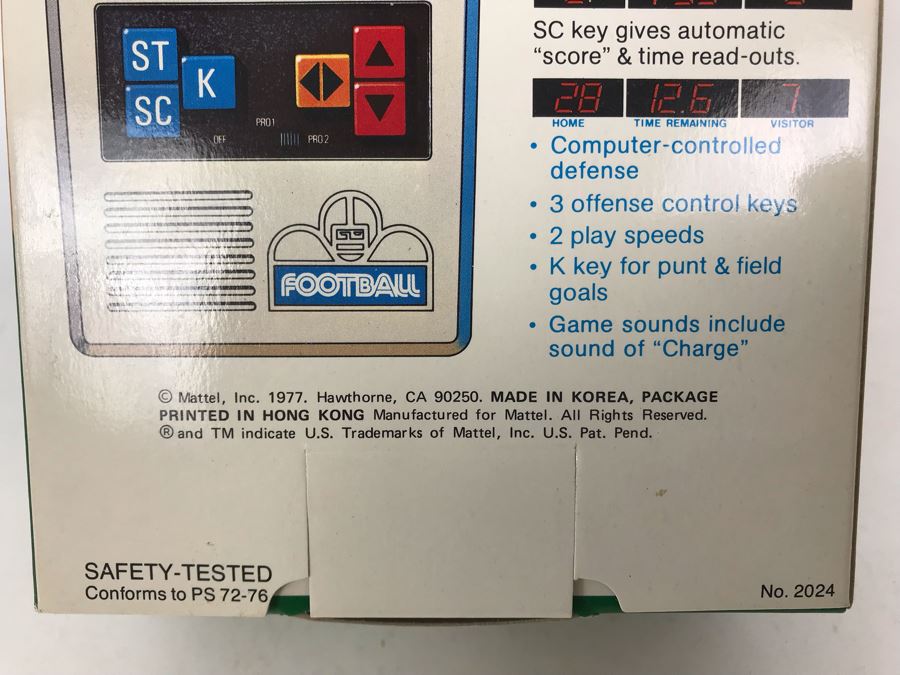 SC key gives automatic
“score” & time read-outs.
28 12.6 7
HOME TIME REMAINING VISITOR
• Computer-controlled
defense
• 3 offense control keys
• 2 play speeds
• K key for punt & field
goals
• Game sounds include
sound of “Charge”
ST
K
SC
PRO 1
OFF
PRO 2
FOOTBALL
© Mattel, Inc. 1977. Hawthorne, CA 90250. MADE IN KOREA, PACKAGE
PRINTED IN HONG KONG Manufactured for Mattel. All Rights Reserved.
® and TM indicate U.S. Trademarks of Mattel, Inc. U.S. Pat. Pend.
SAFETY-TESTED
Conforms to PS 72-76
No. 2024